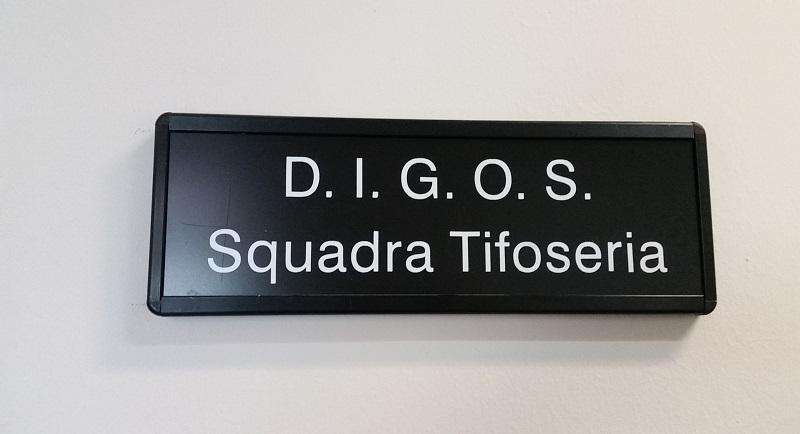 D. I. G. O. S.
Squadra Tifoseria